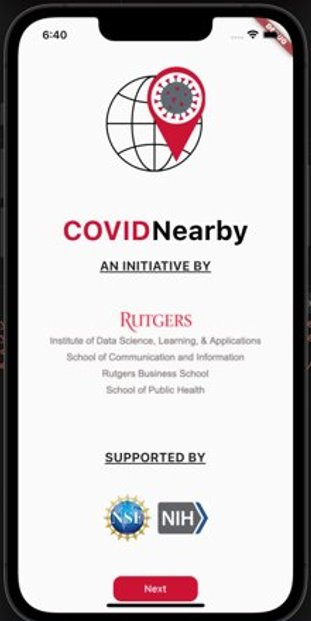 6:40
DEBUG
COVIDNearby
AN INITIATIVE BY
RUTGERS
Institute of Data Science, Learning, & Applications
School of Communication and Information
Rutgers Business School
School of Public Health
SUPPORTED BY
NSF NIH
Next